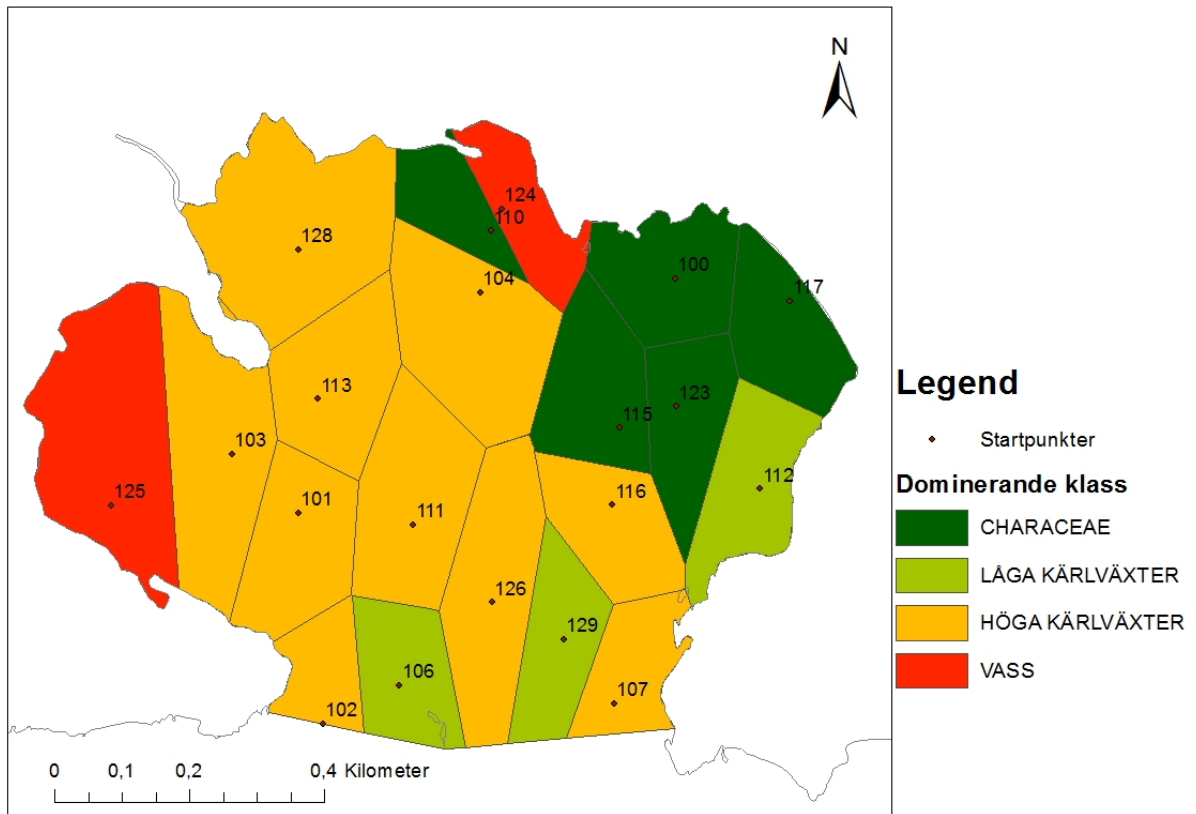 N
124
110
128
100
104
117
113
123
115
103
112
125
101
116
111
126
129
106
107
102
0 0,1 0,2 0,4 Kilometer
Legend
Startpunkter
Dominerande klass
CHARACEAE
LÅGA KÄRLVÄXTER
HÖGA KÄRLVÄXTER
VASS